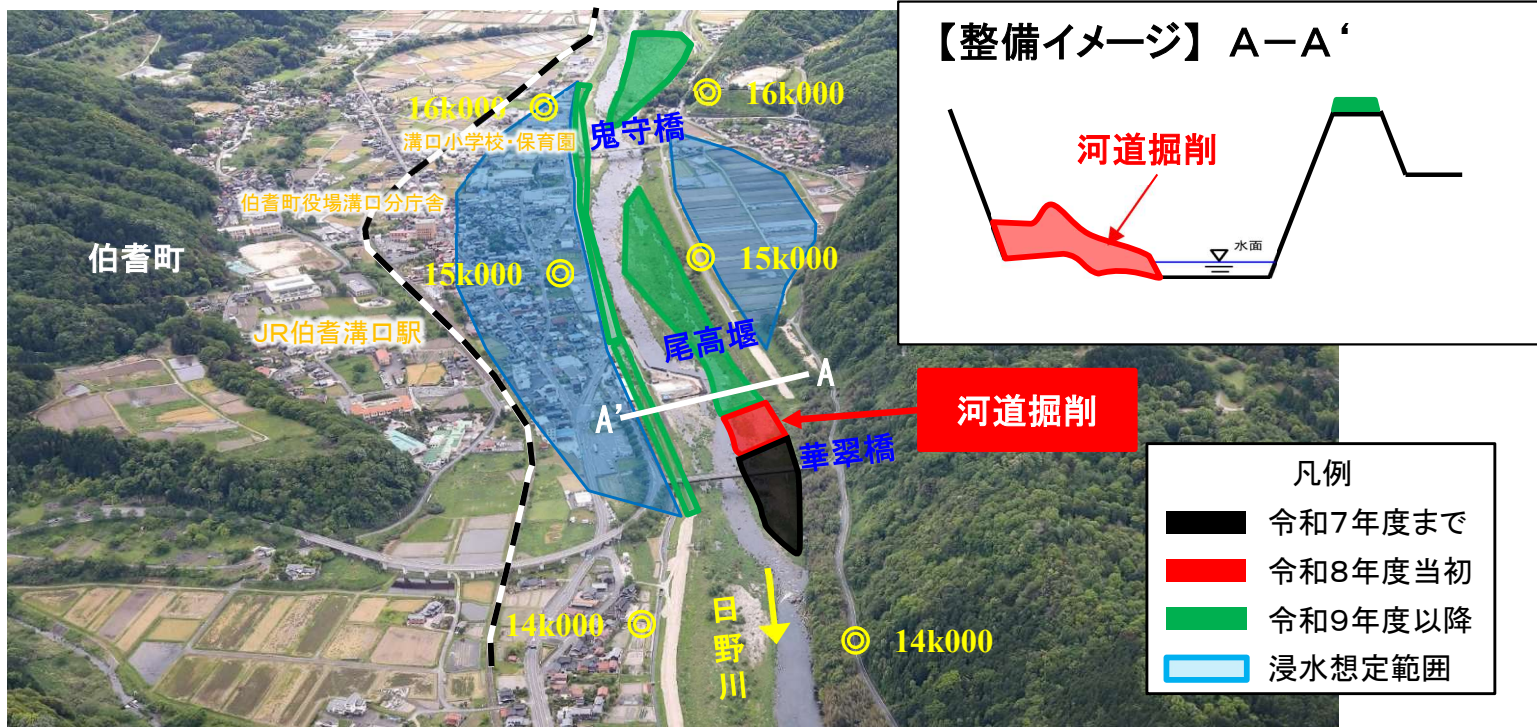 【整備イメージ】 A－A‘
河道掘削
水面
16k000
16k000
溝口小学校・保育園
鬼守橋
伯耆町役場溝口分庁舎
伯耆町
15k000
15k000
JR伯耆溝口駅
尾高堰
A
A'
河道掘削
華翠橋
凡例
令和7年度まで
令和8年度当初
令和9年度以降
浸水想定範囲
14k000
14k000
日野川